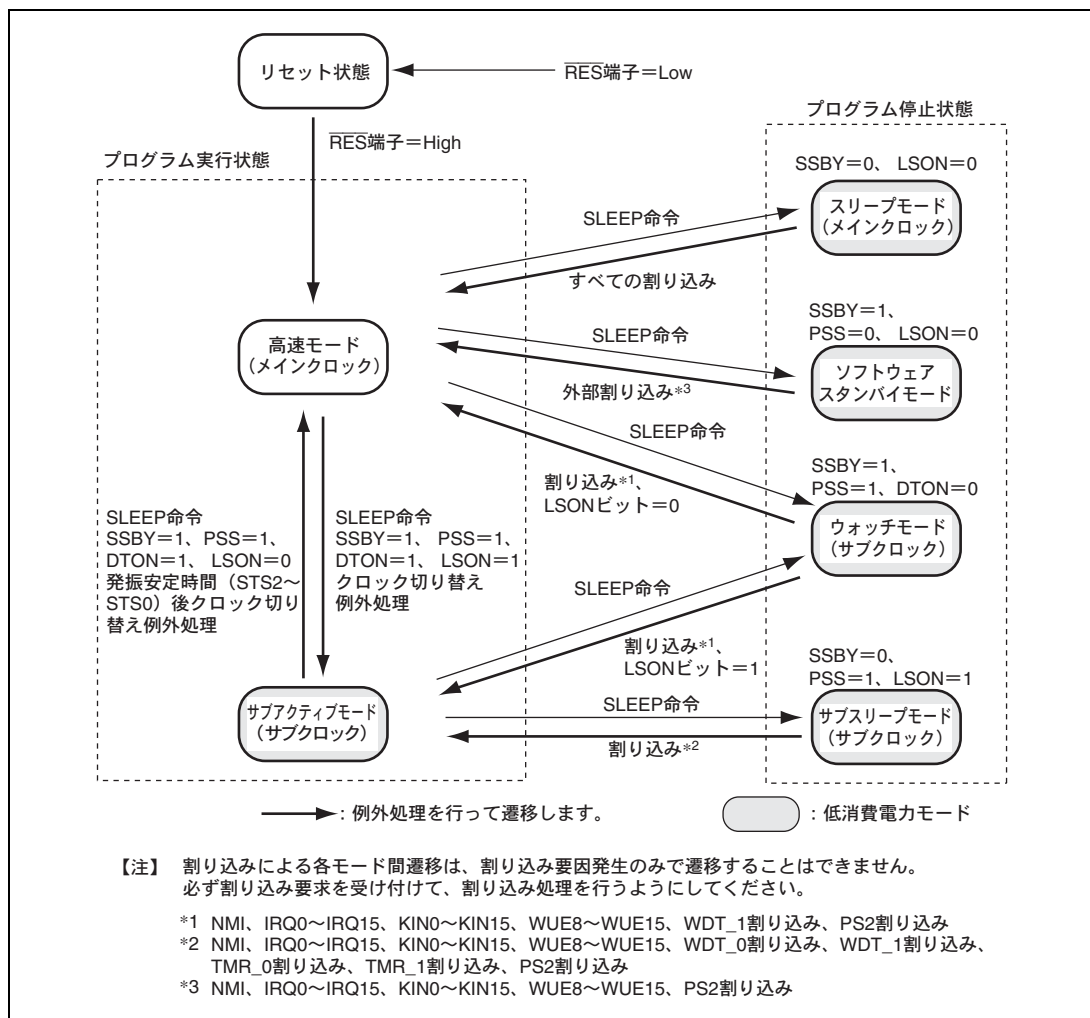 リセット状態
RES端子=Low
プログラム停止状態
RES端子=High
プログラム実行状態
SSBY=0、 LSON=0
スリープモード
(メインクロック)
SLEEP命令
すべての割り込み
SSBY=1、
PSS=0、 LSON=0
高速モード
(メインクロック)
SLEEP命令
ソフトウェア
スタンバイモード
外部割り込み*3
SLEEP命令
SSBY=1、
PSS=1、DTON=0
割り込み*1、
LSONビット=0
ウォッチモード
(サブクロック)
SLEEP命令
SSBY=1、PSS=1、
DTON=1、 LSON=0
発振安定時間(STS2~
STS0)後クロック切り
替え例外処理
SLEEP命令
SSBY=1、 PSS=1、
DTON=1、 LSON=1
クロック切り替え
例外処理
SLEEP命令
割り込み*1、
LSONビット=1
SSBY=0、
PSS=1、LSON=1
サブアクティブモード
(サブクロック)
SLEEP命令
サブスリープモード
(サブクロック)
割り込み*2
:例外処理を行って遷移します。
:低消費電力モード
【注】 割り込みによる各モード間遷移は、割り込み要因発生のみで遷移することはできません。
必ず割り込み要求を受け付けて、割り込み処理を行うようにしてください。
*1 NMI、IRQ0~IRQ15、KIN0~KIN15、WUE8~WUE15、WDT_1割り込み、PS2割り込み
*2 NMI、IRQ0~IRQ15、KIN0~KIN15、WUE8~WUE15、WDT_0割り込み、WDT_1割り込み、
TMR_0割り込み、TMR_1割り込み、PS2割り込み
*3 NMI、IRQ0~IRQ15、KIN0~KIN15、WUE8~WUE15、PS2割り込み